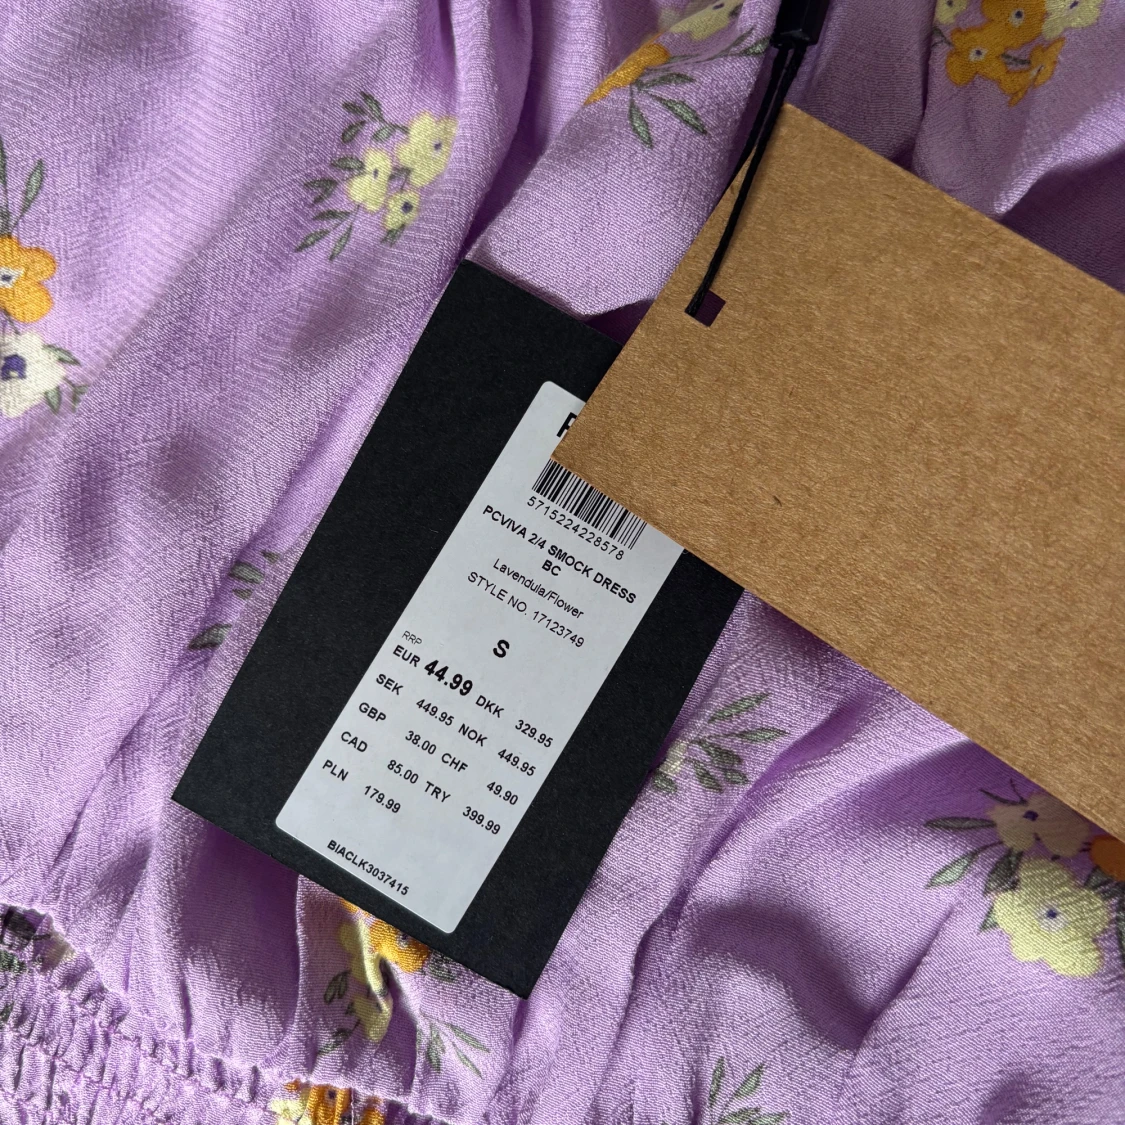 5715224228578
PCVIVA 2/4 SMOCK DRESS
BC
Lavendula/Flower
STYLE NO. 17123749
S
RRP
EUR 44.99 DKK 329.95
SEK 449.95 NOK 449.95
GBP 38.00 CHF 49.90
CAD 85.00 TRY 399.99
PLN 179.99
BIACLK3037415